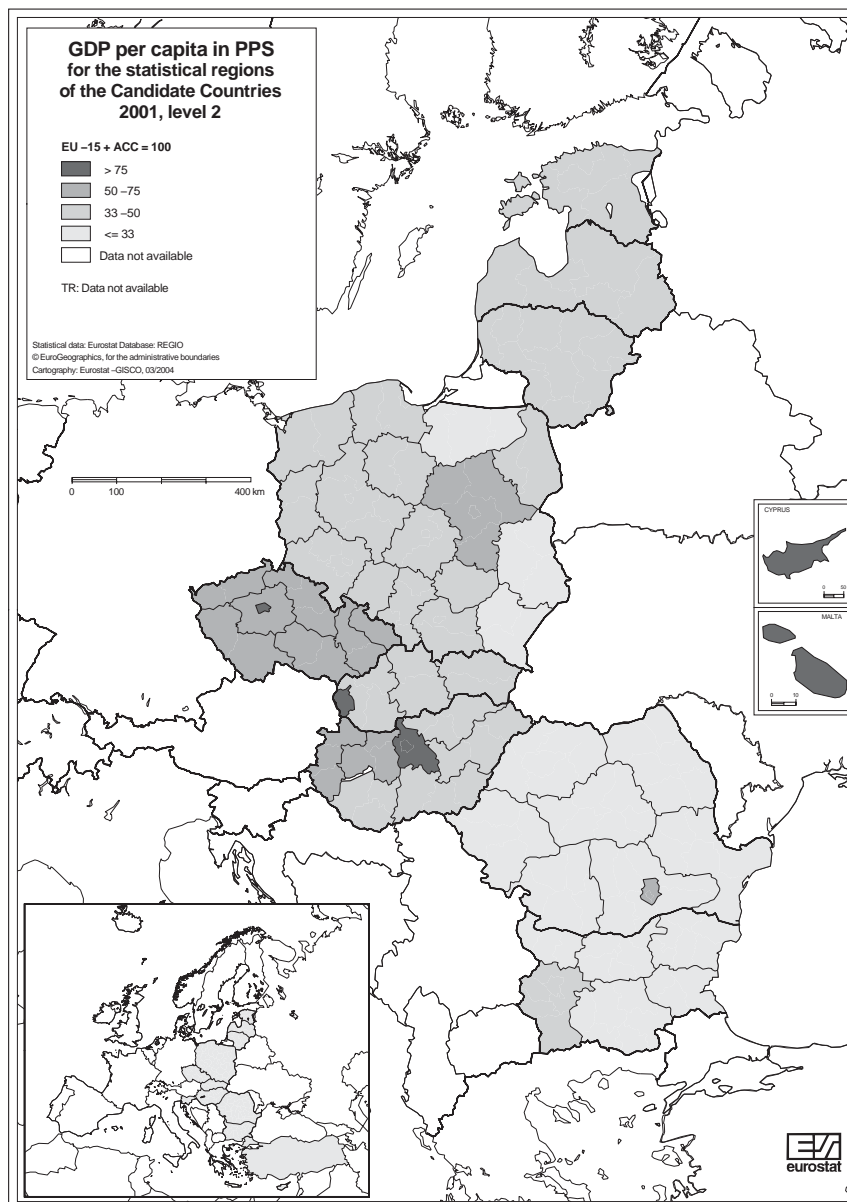 GDP per capita in PPS
for the statistical regions
of the Candidate Countries
2001, level 2
EU –15 + ACC = 100
> 75
50 –75
33 –50
<= 33
Data not available
TR: Data not available
Statistical data: Eurostat Database: REGIO
© EuroGeographics, for the administrative boundaries
Cartography: Eurostat –GISCO, 03/2004
0 100 400 km
CYPRUS
0 50
MALTA
0 10
eurostat